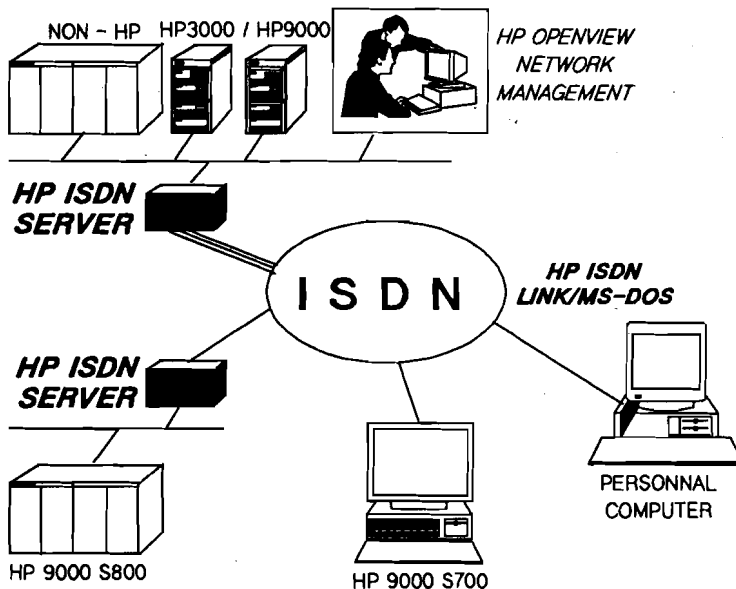 NON - HP
HP3000 / HP9000
HP OPENVIEW
NETWORK
MANAGEMENT
HP ISDN
SERVER
ISDN
HP ISDN
LINK/MS-DOS
HP ISDN
SERVER
PERSONNAL
COMPUTER
HP 9000 S800
HP 9000 S700